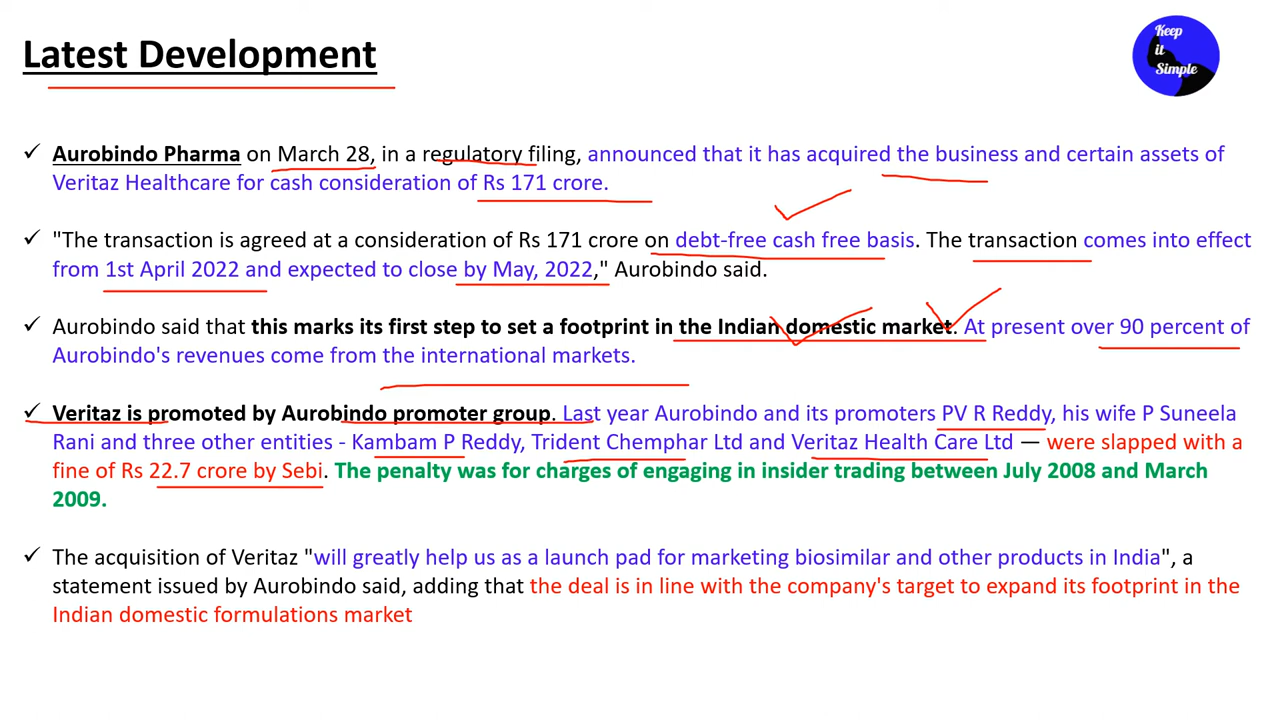 Latest Development
Keep
it
Simple
✓ Aurobindo Pharma on March 28, in a regulatory filing, announced that it has acquired the business and certain assets of
Veritaz Healthcare for cash consideration of Rs 171 crore.
✓ "The transaction is agreed at a consideration of Rs 171 crore on debt-free cash free basis. The transaction comes into effect
from 1st April 2022 and expected to close by May, 2022," Aurobindo said.
✓ Aurobindo said that this marks its first step to set a footprint in the Indian domestic market. At present over 90 percent of
Aurobindo's revenues come from the international markets.
✓ Veritaz is promoted by Aurobindo promoter group. Last year Aurobindo and its promoters PV R Reddy, his wife P Suneela
Rani and three other entities - Kambam P Reddy, Trident Chemphar Ltd and Veritaz Health Care Ltd — were slapped with a
fine of Rs 22.7 crore by Sebi. The penalty was for charges of engaging in insider trading between July 2008 and March
2009.
✓ The acquisition of Veritaz "will greatly help us as a launch pad for marketing biosimilar and other products in India", a
statement issued by Aurobindo said, adding that the deal is in line with the company's target to expand its footprint in the
Indian domestic formulations market